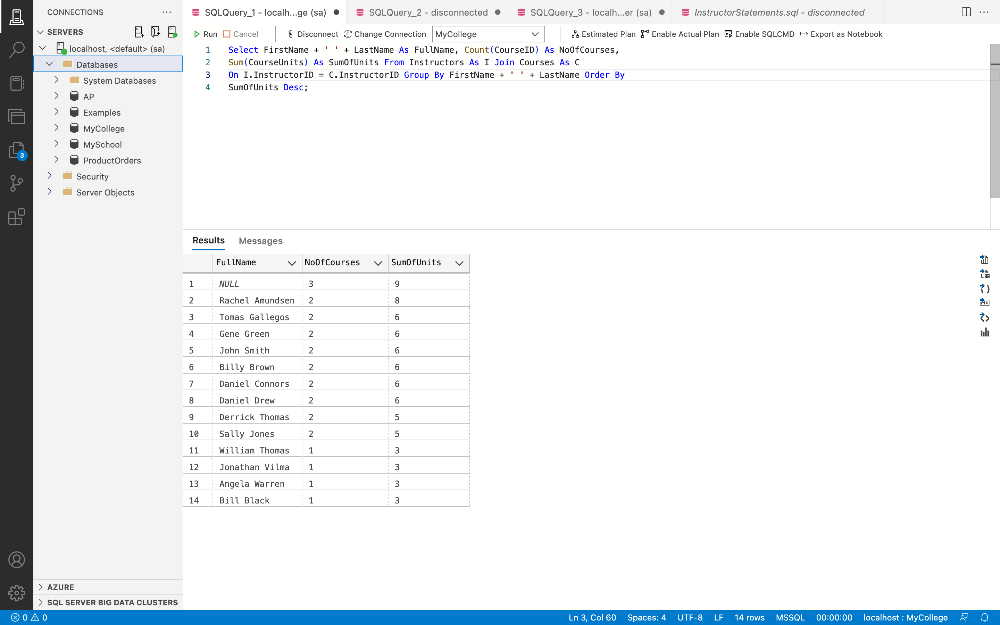 CONNECTIONS
SERVERS
localhost, <default> (sa)
Databases
System Databases
AP
Examples
MyCollege
MySchool
ProductOrders
Security
Server Objects
3
AZURE
SQL SERVER BIG DATA CLUSTERS
SQLQuery_1 - localh...ge (sa) SQLQuery_2 - disconnected SQLQuery_3 - localh...er (sa) InstructorStatements.sql - disconnected
Run Cancel Disconnect Change Connection MyCollege Estimated Plan Enable Actual Plan Enable SQLCMD Export as Notebook
1 Select FirstName + ' ' + LastName As FullName, Count(CourseID) As NoOfCourses,
2 Sum(CourseUnits) As SumOfUnits From Instructors As I Join Courses As C
3 On I.InstructorID = C.InstructorID Group By FirstName + ' ' + LastName Order By
4 SumOfUnits Desc;
Results Messages
FullName NoOfCourses SumOfUnits
1 NULL 3 9
2 Rachel Amundsen 2 8
3 Tomas Gallegos 2 6
4 Gene Green 2 6
5 John Smith 2 6
6 Billy Brown 2 6
7 Daniel Connors 2 6
8 Daniel Drew 2 6
9 Derrick Thomas 2 5
10 Sally Jones 2 5
11 William Thomas 1 3
12 Jonathan Vilma 1 3
13 Angela Warren 1 3
14 Bill Black 1 3
0 0 Ln 3, Col 60 Spaces: 4 UTF-8 LF 14 rows MSSQL 00:00:00 localhost : MyCollege